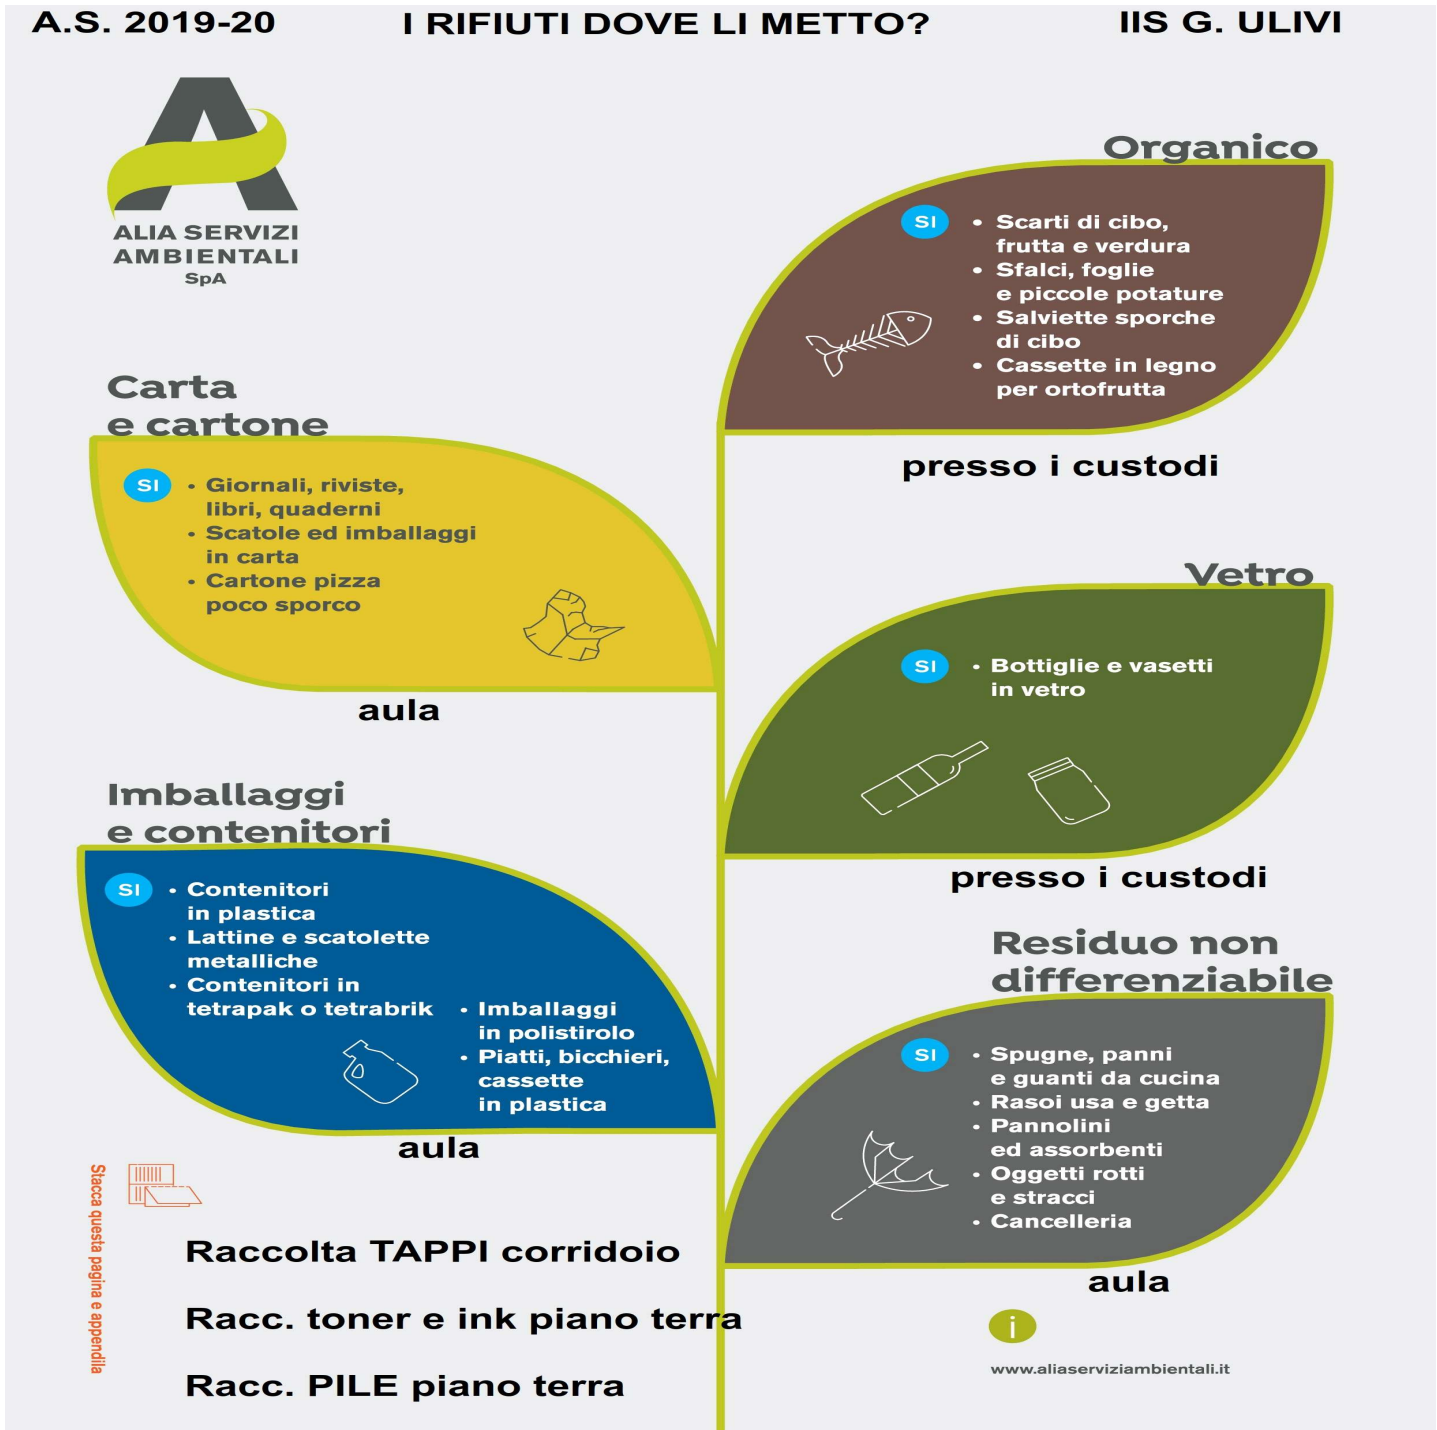 A.S. 2019-20
I RIFIUTI DOVE LI METTO?
IIS G. ULIVI
ALIA SERVIZI
AMBIENTALI
SpA
Organico
SI
• Scarti di cibo,
frutta e verdura
• Sfalci, foglie
e piccole potature
• Salviette sporche
di cibo
• Cassette in legno
per ortofrutta
presso i custodi
Carta
e cartone
SI
• Giornali, riviste,
libri, quaderni
• Scatole ed imballaggi
in carta
• Cartone pizza
poco sporco
aula
Vetro
SI
• Bottiglie e vasetti
in vetro
presso i custodi
Imballaggi
e contenitori
SI
• Contenitori
in plastica
• Lattine e scatolette
metalliche
• Contenitori in
tetrapak o tetrabrik
• Imballaggi
in polistirolo
• Piatti, bicchieri,
cassette
in plastica
aula
Residuo non
differenziabile
SI
• Spugne, panni
e guanti da cucina
• Rasoi usa e getta
• Pannolini
ed assorbenti
• Oggetti rotti
e stracci
• Cancelleria
aula
Stacca questa pagina e appendila
Raccolta TAPPI corridoio
Racc. toner e ink piano terra
Racc. PILE piano terra
i
www.aliaserviziambientali.it